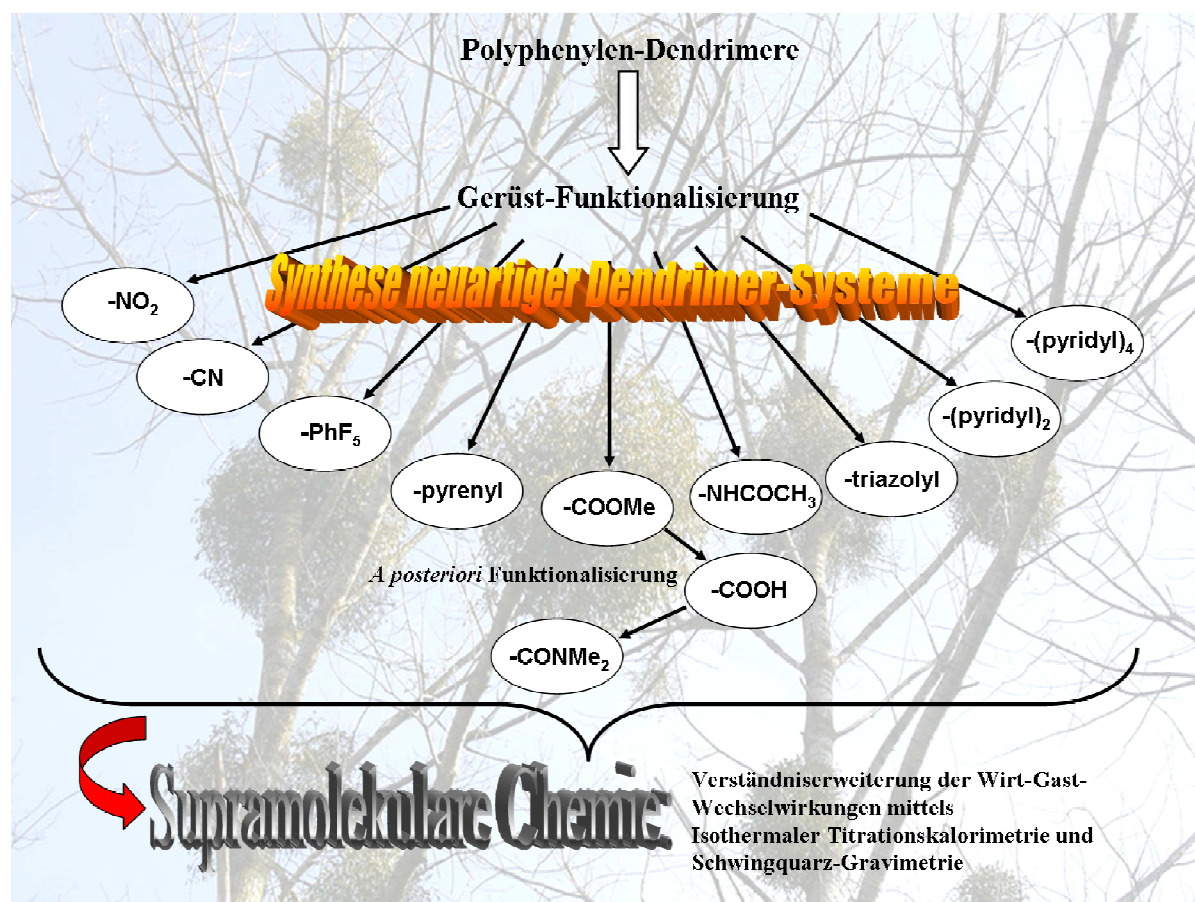 Polyphenylen-Dendrimere
Gerüst-Funktionalisierung
Synthese neuartiger Dendrimer-Systeme
-NO₂
-CN
-PhF₅
-pyrenyl
-COOMe
-NHCOCH₃
-triazolyl
-(pyridyl)₂
-(pyridyl)₄
A posteriori Funktionalisierung
-COOH
-CONMe₂
Supramolekulare Chemie
Verständniserweiterung der Wirt-Gast-
Wechselwirkungen mittels
Isothermaler Titrationskalorimetrie und
Schwingquarz-Gravimetrie